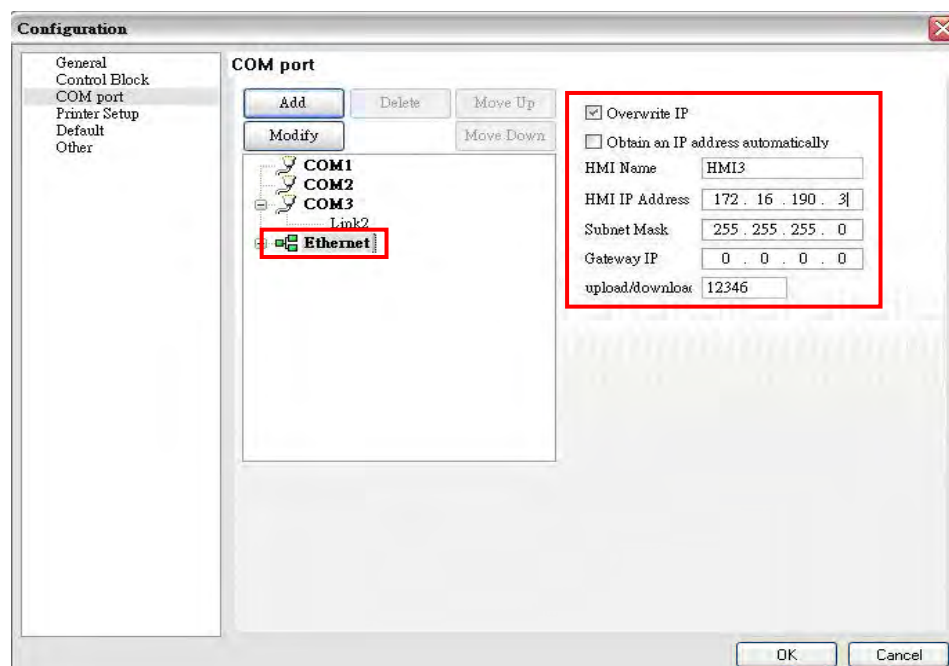 Configuration
General
Control Block
COM port
Printer Setup
Default
Other
COM port
Add Delete Move Up
Modify Move Down
COM1
COM2
COM3
Link2
Ethernet
Overwrite IP
Obtain an IP address automatically
HMI Name HMI3
HMI IP Address 172 . 16 . 190 . 3
Subnet Mask 255 . 255 . 255 . 0
Gateway IP 0 . 0 . 0 . 0
upload/downloa 12346
OK Cancel